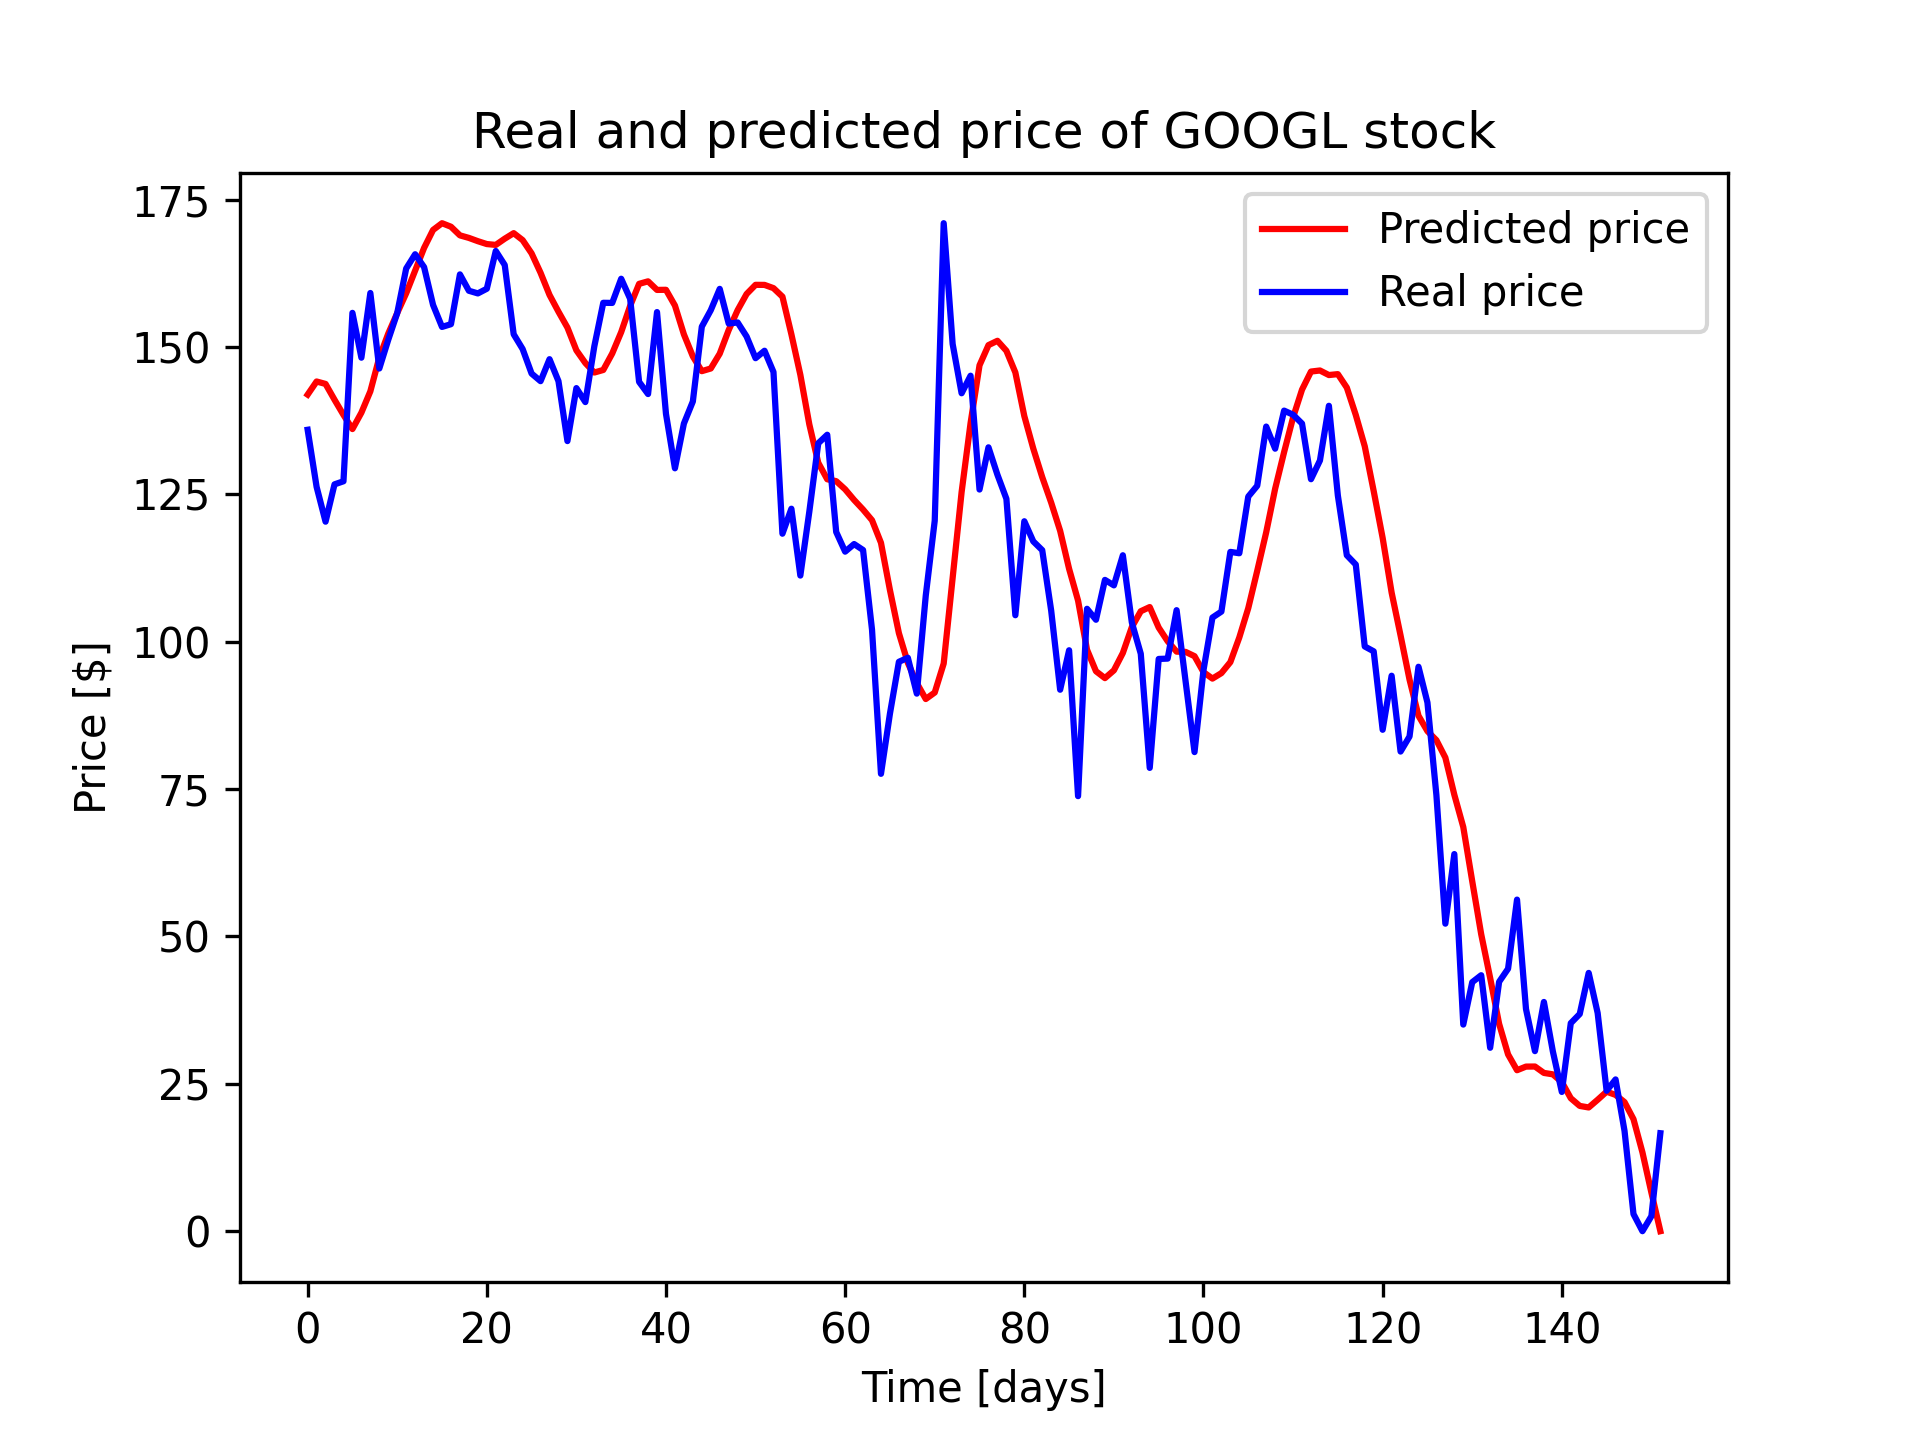 Real and predicted price of GOOGL stock
Predicted price
Real price
Price [$]
175
150
125
100
75
50
25
0
0 20 40 60 80 100 120 140
Time [days]